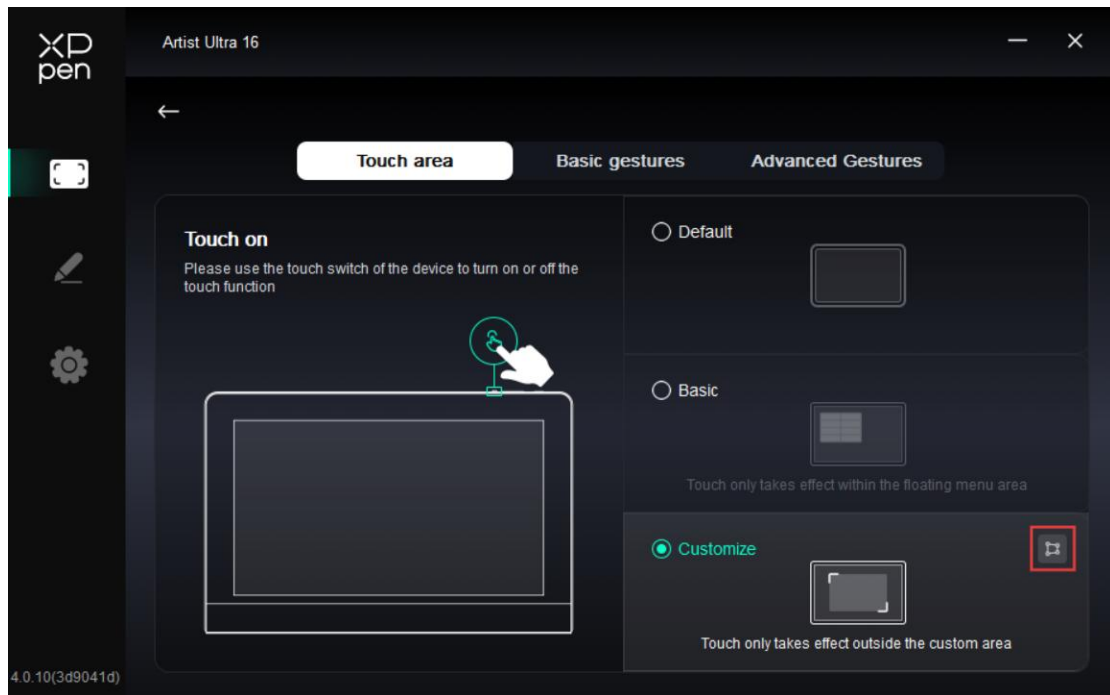 XP
pen
Artist Ultra 16
Touch area
Basic gestures
Advanced Gestures
Touch on
Please use the touch switch of the device to turn on or off the
touch function
Default
Basic
Touch only takes effect within the floating menu area
Customize
Touch only takes effect outside the custom area
4.0.10(3d9041d)